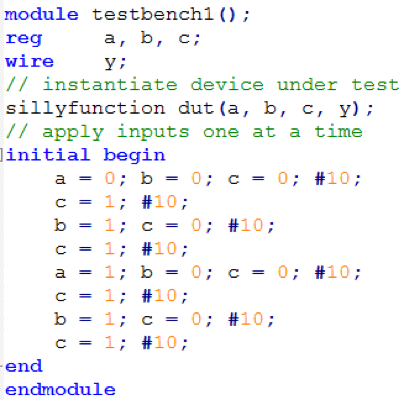 module testbench1();
reg a, b, c;
wire y;
// instantiate device under test
sillyfunction dut(a, b, c, y);
// apply inputs one at a time
initial begin
a = 0; b = 0; c = 0; #10;
c = 1; #10;
b = 1; c = 0; #10;
c = 1; #10;
a = 1; b = 0; c = 0; #10;
c = 1; #10;
b = 1; c = 0; #10;
c = 1; #10;
end
endmodule